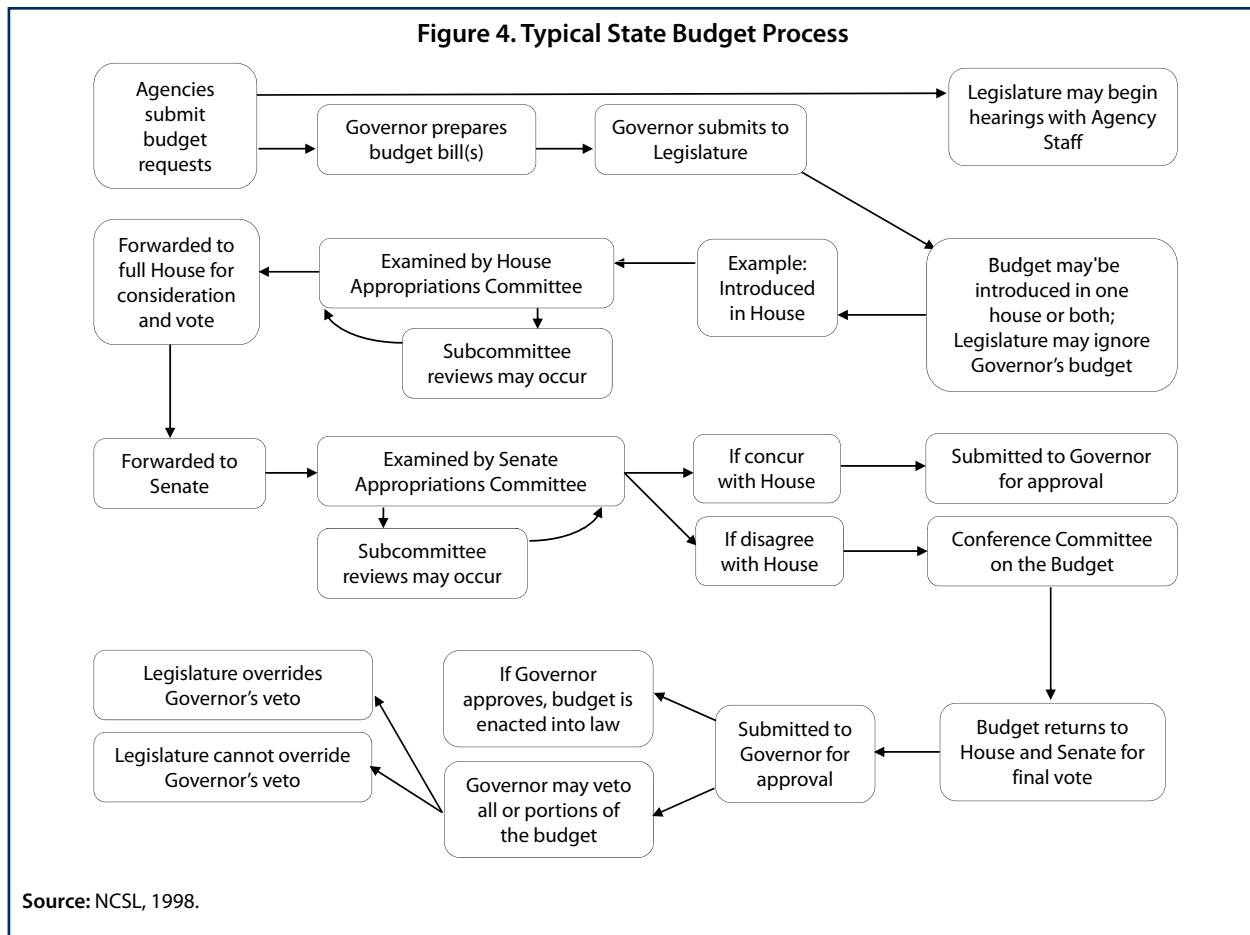 Figure 4. Typical State Budget Process
Agencies
submit
budget
requests
Governor prepares
budget bill(s)
Governor submits to
Legislature
Legislature may begin
hearings with Agency
Staff
Forwarded to
full House for
consideration
and vote
Examined by House
Appropriations Committee
Subcommittee
reviews may occur
Example:
Introduced
in House
Budget may'be
introduced in one
house or both;
Legislature may ignore
Governor's budget
Forwarded to
Senate
Examined by Senate
Appropriations Committee
Subcommittee
reviews may occur
If concur
with House
Submitted to Governor
for approval
If disagree
with House
Conference Committee
on the Budget
Legislature overrides
Governor's veto
Legislature cannot override
Governor's veto
If Governor
approves, budget is
enacted into law
Governor may veto
all or portions of
the budget
Submitted to
Governor for
approval
Budget returns to
House and Senate for
final vote
Source: NCSL, 1998.